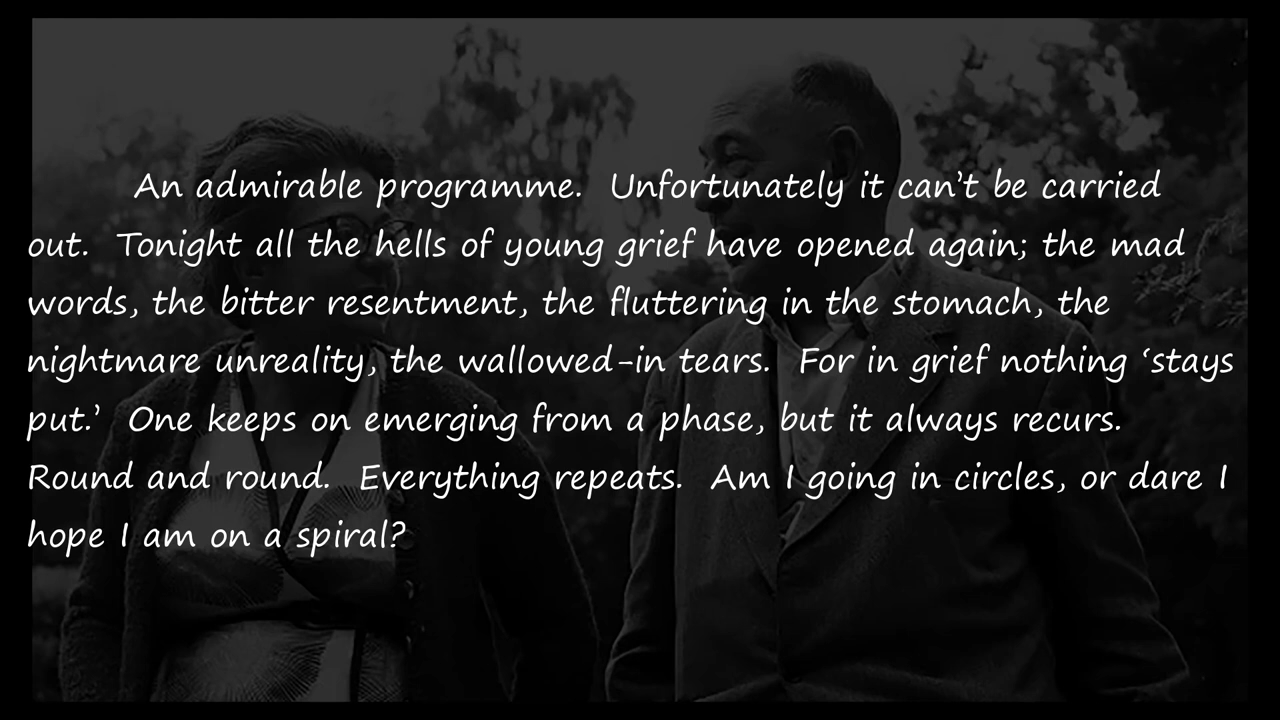 An admirable programme.  Unfortunately it can’t be carried
out.  Tonight all the hells of young grief have opened again; the mad
words, the bitter resentment, the fluttering in the stomach, the
nightmare unreality, the wallowed-in tears.  For in grief nothing ‘stays
put.’  One keeps on emerging from a phase, but it always recurs.
Round and round.  Everything repeats.  Am I going in circles, or dare I
hope I am on a spiral?